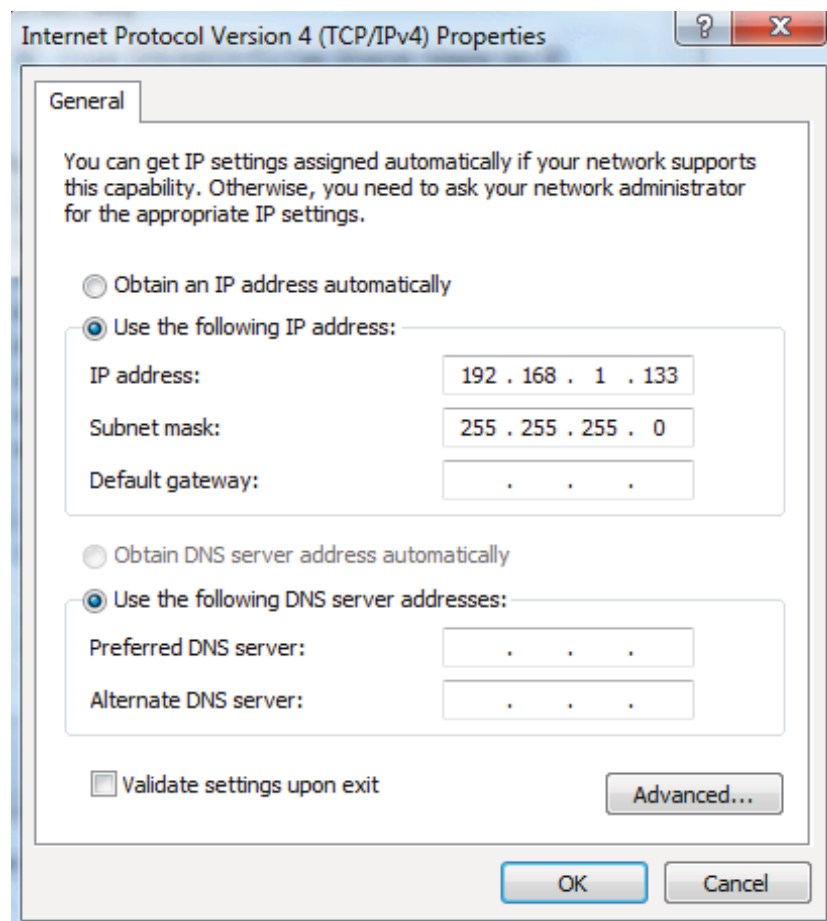 Internet Protocol Version 4 (TCP/IPv4) Properties
?
X
General
You can get IP settings assigned automatically if your network supports
this capability. Otherwise, you need to ask your network administrator
for the appropriate IP settings.
Obtain an IP address automatically
Use the following IP address:
IP address: 192 . 168 . 1 . 133
Subnet mask: 255 . 255 . 255 . 0
Default gateway: . . .
Obtain DNS server address automatically
Use the following DNS server addresses:
Preferred DNS server: . . .
Alternate DNS server: . . .
Validate settings upon exit
Advanced...
OK Cancel